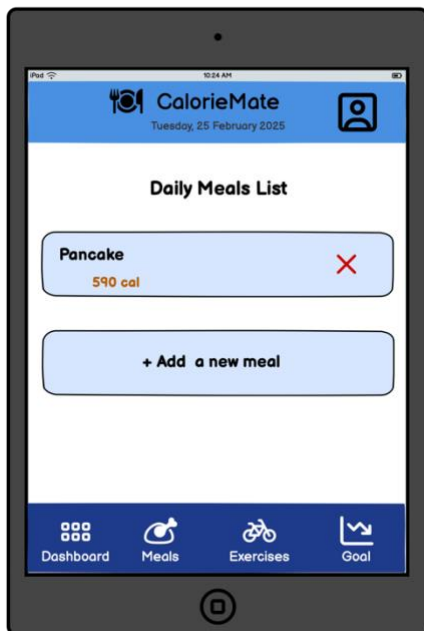 iPad 10:24 AM
CalorieMate
Tuesday, 25 February 2025
Daily Meals List
Pancake
590 cal
+ Add a new meal
Dashboard Meals Exercises Goal